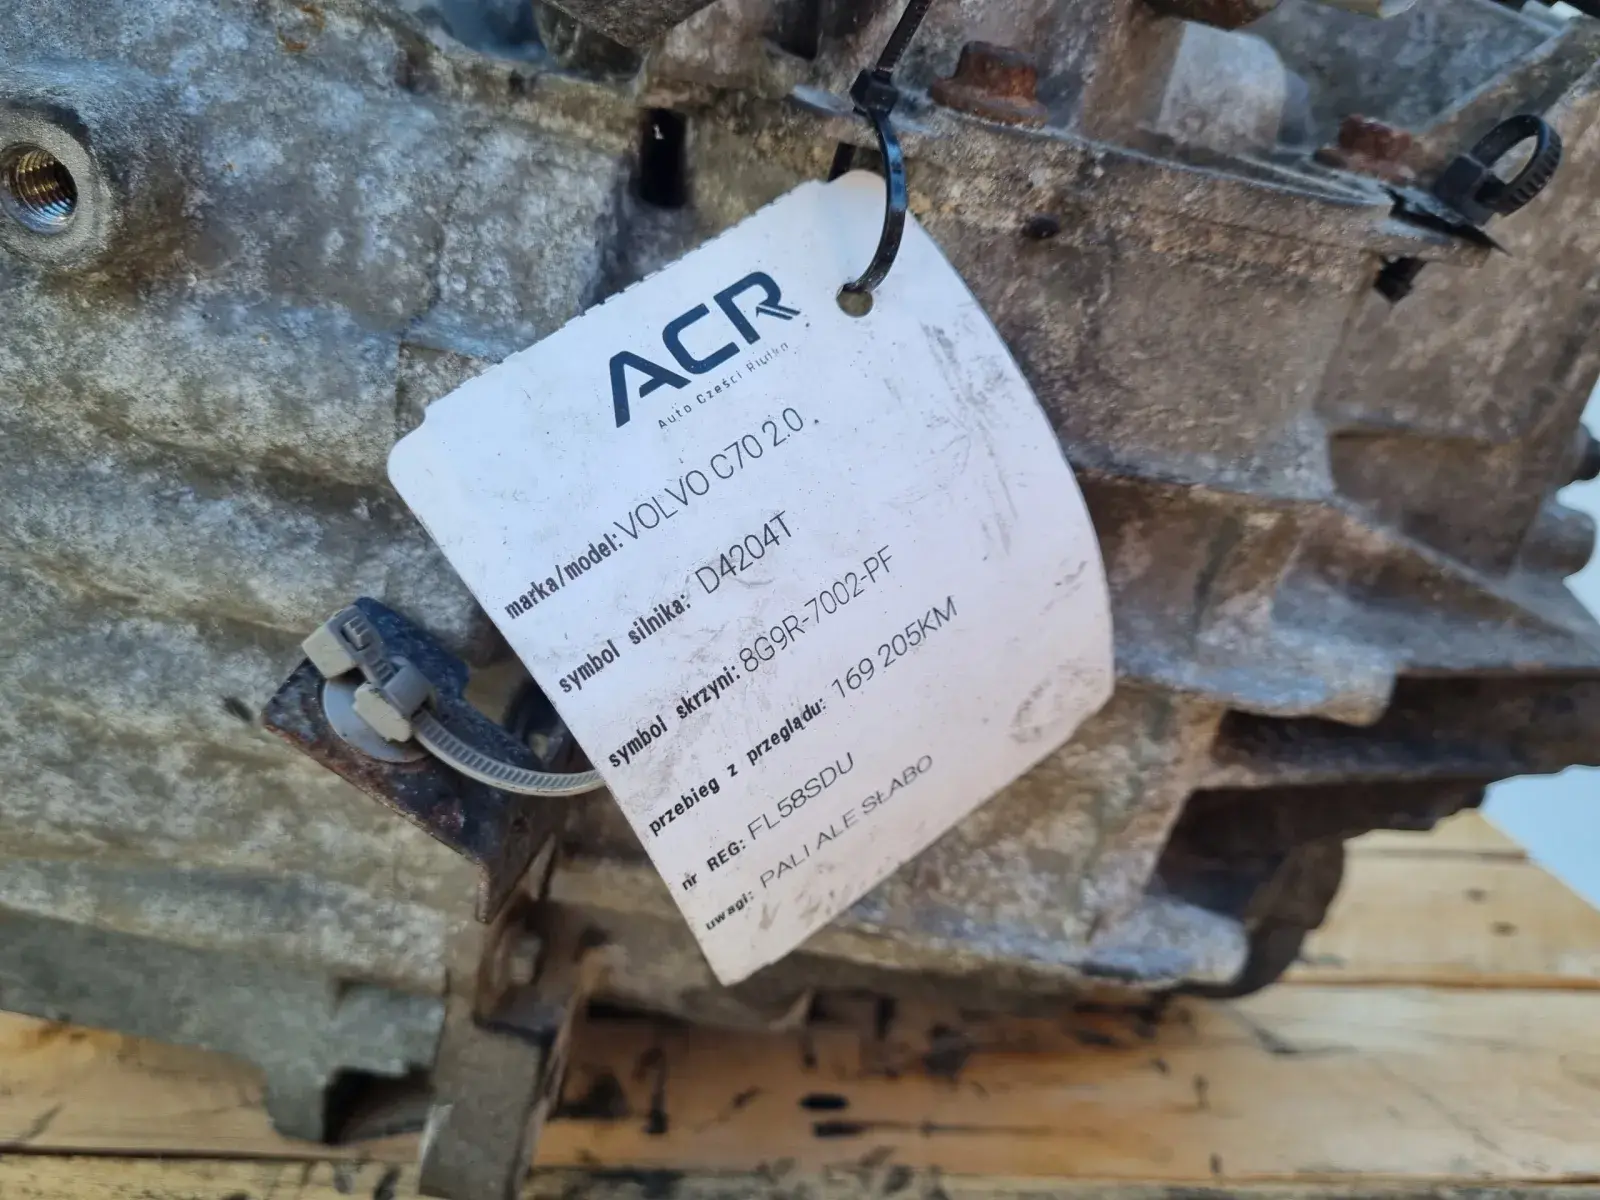 ACR
Auto Części Riutko
marka/model: VOLVO C70 2.0
symbol silnika: D4204T
symbol skrzyni: 8G9R-7002-PF
przebieg z przeglądu: 169 205KM
nr REG: FL58SDU
uwagi: PALI ALE SŁABO